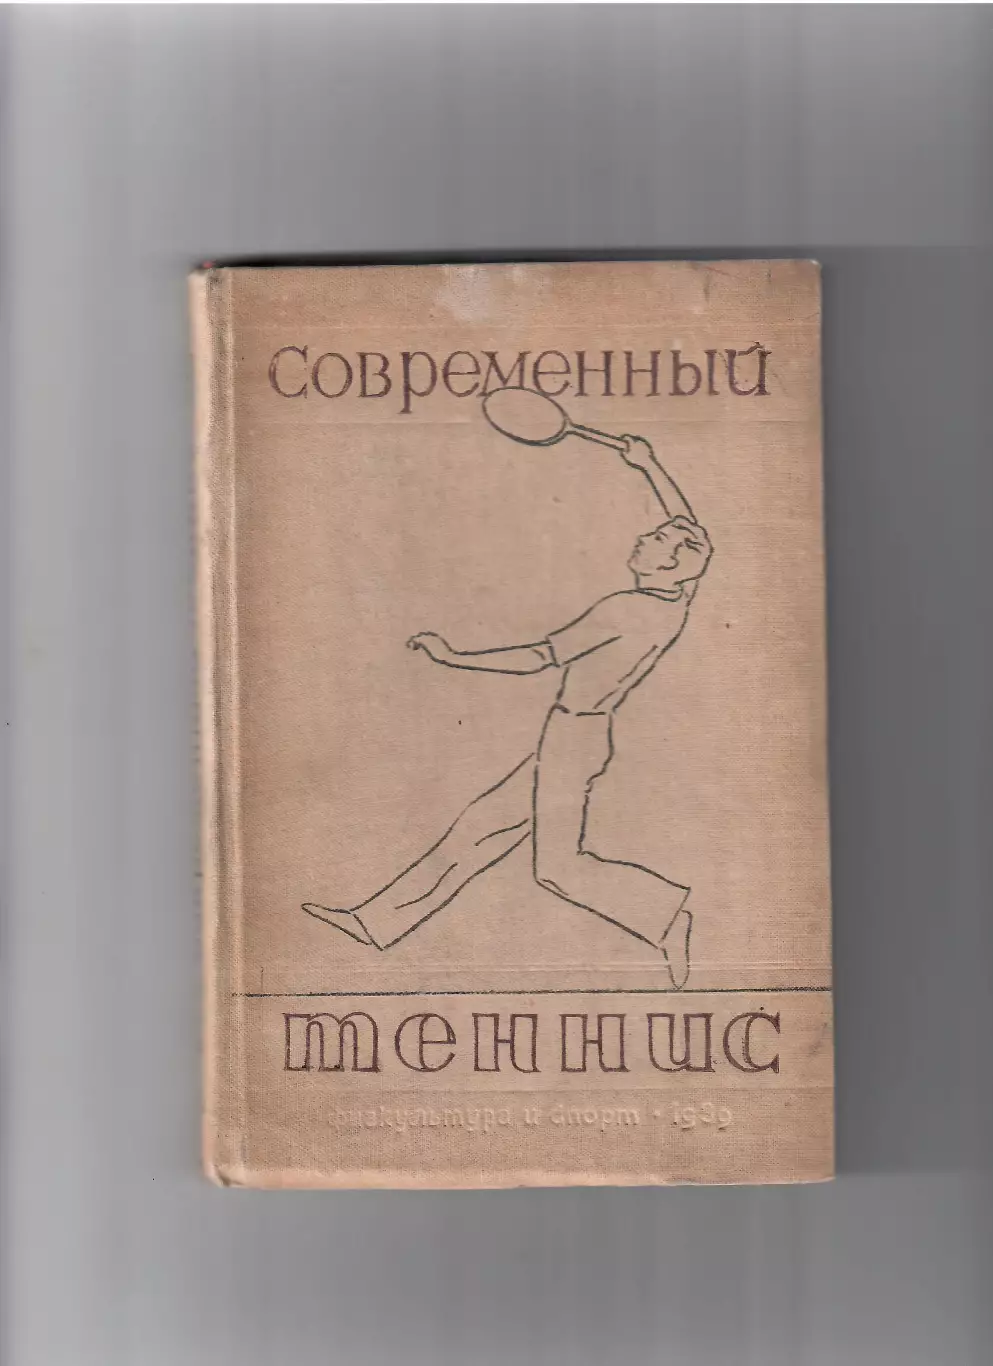 Современный
теннис
физкультура и спорт • 1939